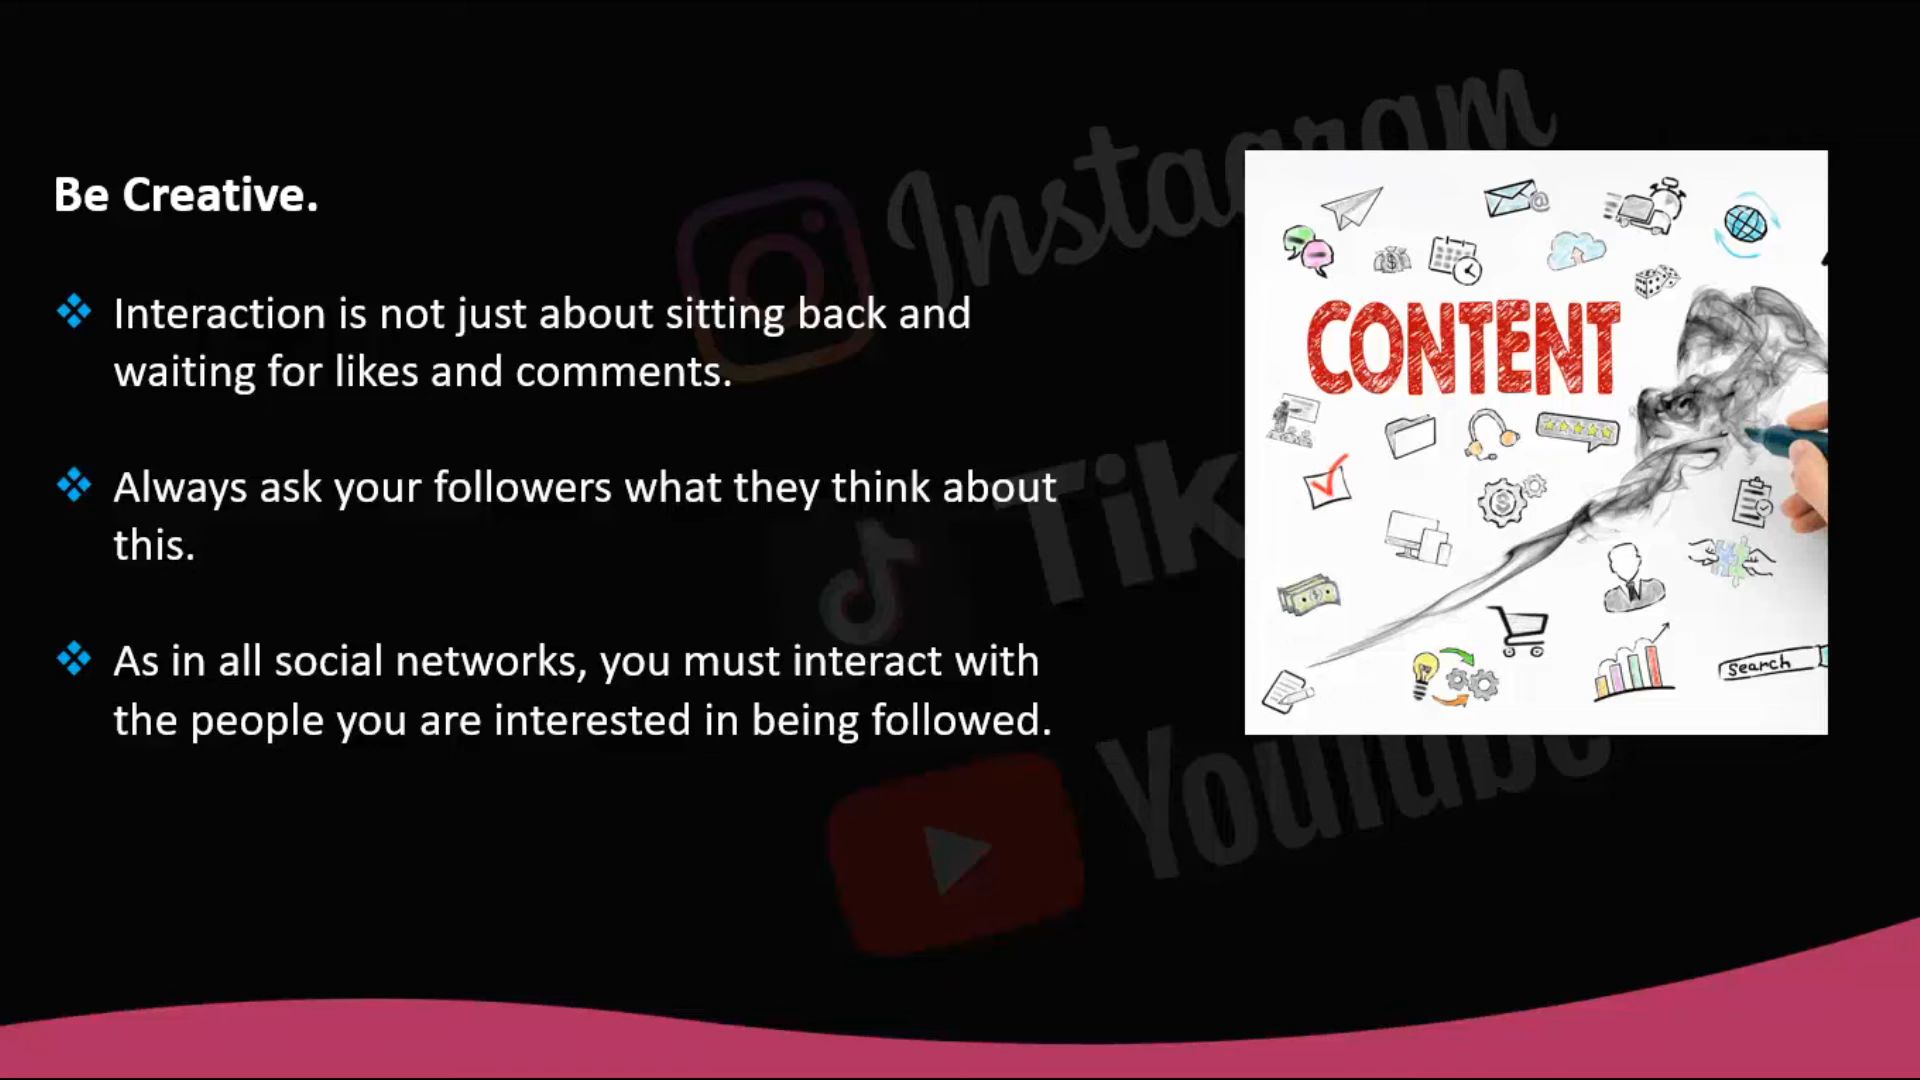 Instagram
Be Creative.
Interaction is not just about sitting back and
waiting for likes and comments.
Always ask your followers what they think about
this.
As in all social networks, you must interact with
the people you are interested in being followed.
CONTENT
search
Tik
YouTube